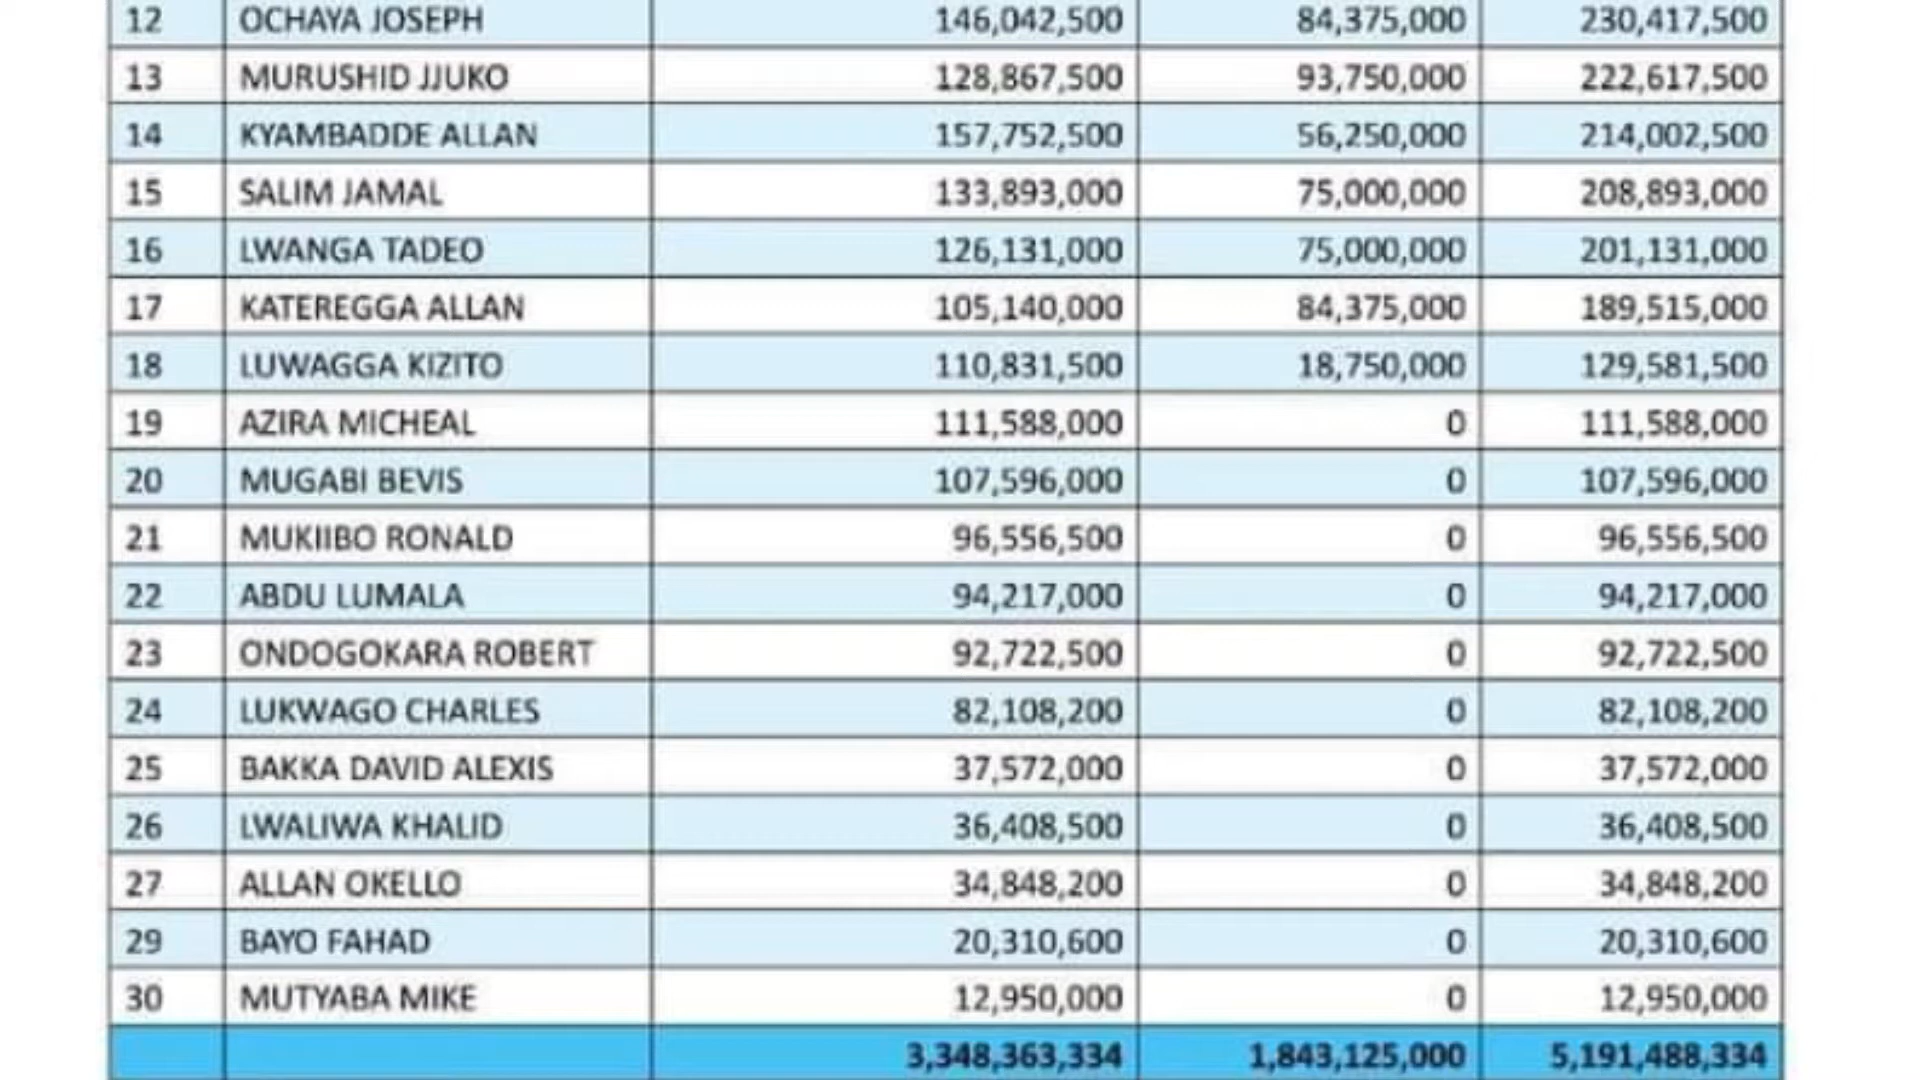 12 OCHAYA JOSEPH 146,042,500 84,375,000 230,417,500
13 MURUSHID JJUKO 128,867,500 93,750,000 222,617,500
14 KYAMBADDE ALLAN 157,752,500 56,250,000 214,002,500
15 SALIM JAMAL 133,893,000 75,000,000 208,893,000
16 LWANGA TADEO 126,131,000 75,000,000 201,131,000
17 KATEREGGA ALLAN 105,140,000 84,375,000 189,515,000
18 LUWAGGA KIZITO 110,831,500 18,750,000 129,581,500
19 AZIRA MICHEAL 111,588,000 0 111,588,000
20 MUGABI BEVIS 107,596,000 0 107,596,000
21 MUKIIBO RONALD 96,556,500 0 96,556,500
22 ABDU LUMALA 94,217,000 0 94,217,000
23 ONDOGOKARA ROBERT 92,722,500 0 92,722,500
24 LUKWAGO CHARLES 82,108,200 0 82,108,200
25 BAKKA DAVID ALEXIS 37,572,000 0 37,572,000
26 LWALIWA KHALID 36,408,500 0 36,408,500
27 ALLAN OKELLO 34,848,200 0 34,848,200
29 BAYO FAHAD 20,310,600 0 20,310,600
30 MUTYABA MIKE 12,950,000 0 12,950,000
3,348,363,334 1,843,125,000 5,191,488,334